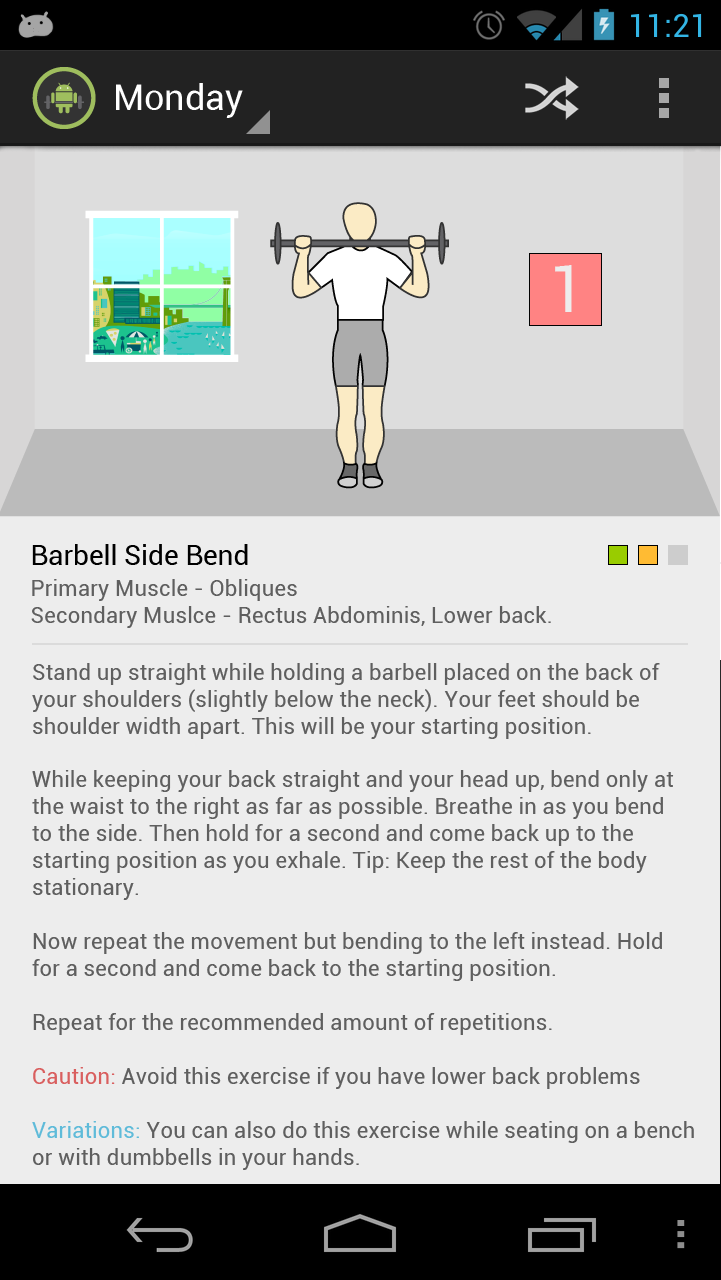 11:21
Monday
1
Barbell Side Bend
Primary Muscle - Obliques
Secondary Muslce - Rectus Abdominis, Lower back.
Stand up straight while holding a barbell placed on the back of
your shoulders (slightly below the neck). Your feet should be
shoulder width apart. This will be your starting position.
While keeping your back straight and your head up, bend only at
the waist to the right as far as possible. Breathe in as you bend
to the side. Then hold for a second and come back up to the
starting position as you exhale. Tip: Keep the rest of the body
stationary.
Now repeat the movement but bending to the left instead. Hold
for a second and come back to the starting position.
Repeat for the recommended amount of repetitions.
Caution: Avoid this exercise if you have lower back problems
Variations: You can also do this exercise while seating on a bench
or with dumbbells in your hands.